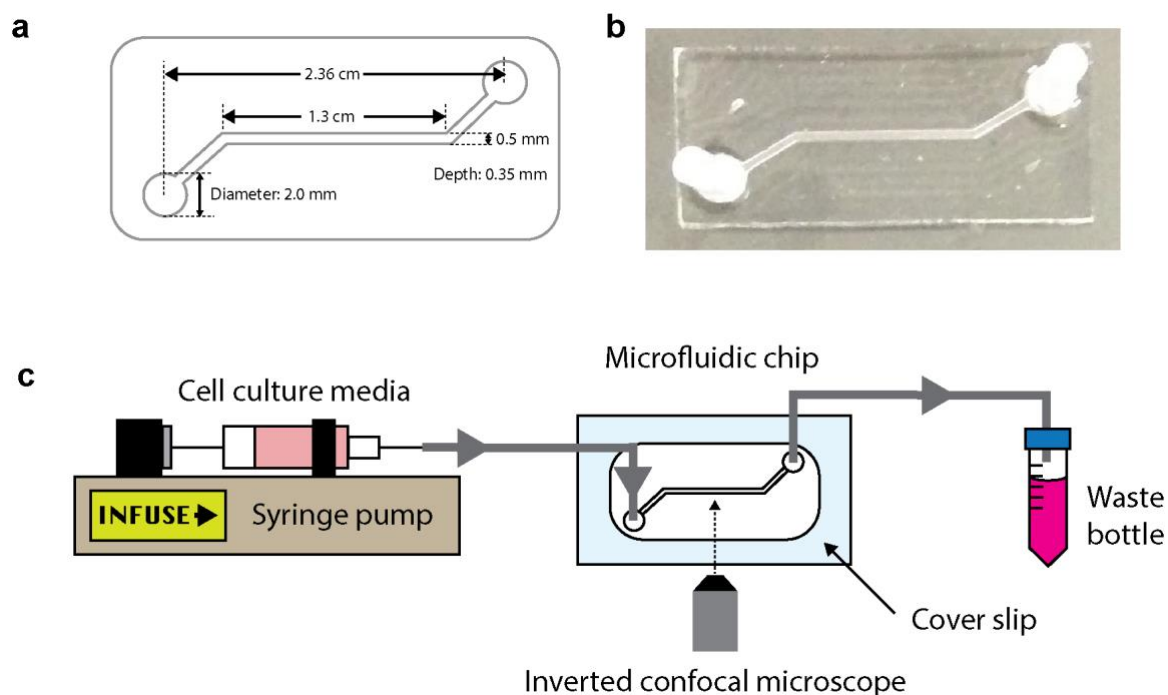 a
2.36 cm
1.3 cm
0.5 mm
Depth: 0.35 mm
Diameter: 2.0 mm
b
c
Cell culture media
INFUSE
Syringe pump
Microfluidic chip
Waste
bottle
Cover slip
Inverted confocal microscope